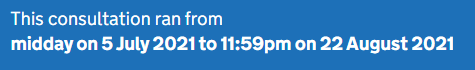 This consultation ran from
midday on 5 July 2021 to 11:59pm on 22 August 2021